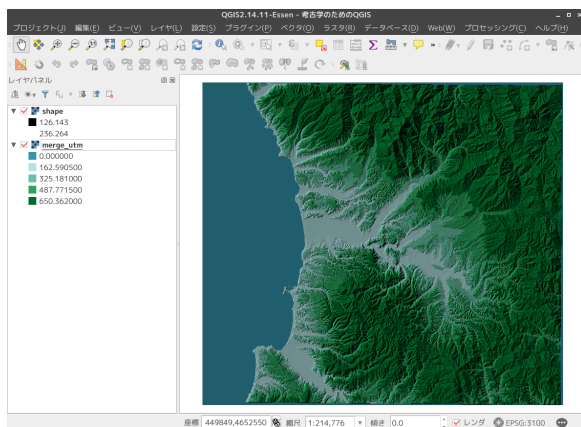 QGIS2.14.11-Essen - 考古学のためのQGIS
プロジェクト(J) 編集(E) ビュー(V) レイヤ(L) 設定(S) プラグイン(P) ベクタ(O) ラスタ(R) データベース(D) Web(W) プロセッシング(C) ヘルプ(H)
レイヤパネル
shape
126.143
236.264
merge_utm
0.000000
162.590500
325.181000
487.771500
650.362000
座標 449849,4652550 縮尺 1:214,776 傾き 0.0 レンダ EPSG:3100